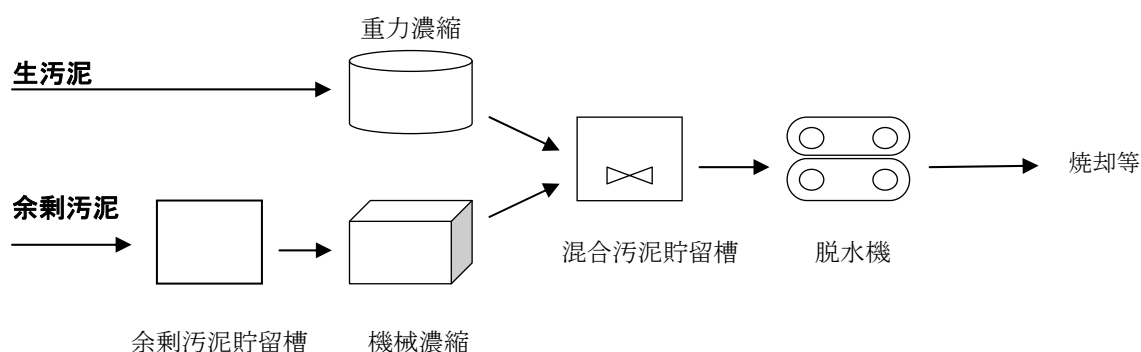 重力濃縮
生汚泥
焼却等
余剰汚泥
混合汚泥貯留槽
脱水機
余剰汚泥貯留槽
機械濃縮